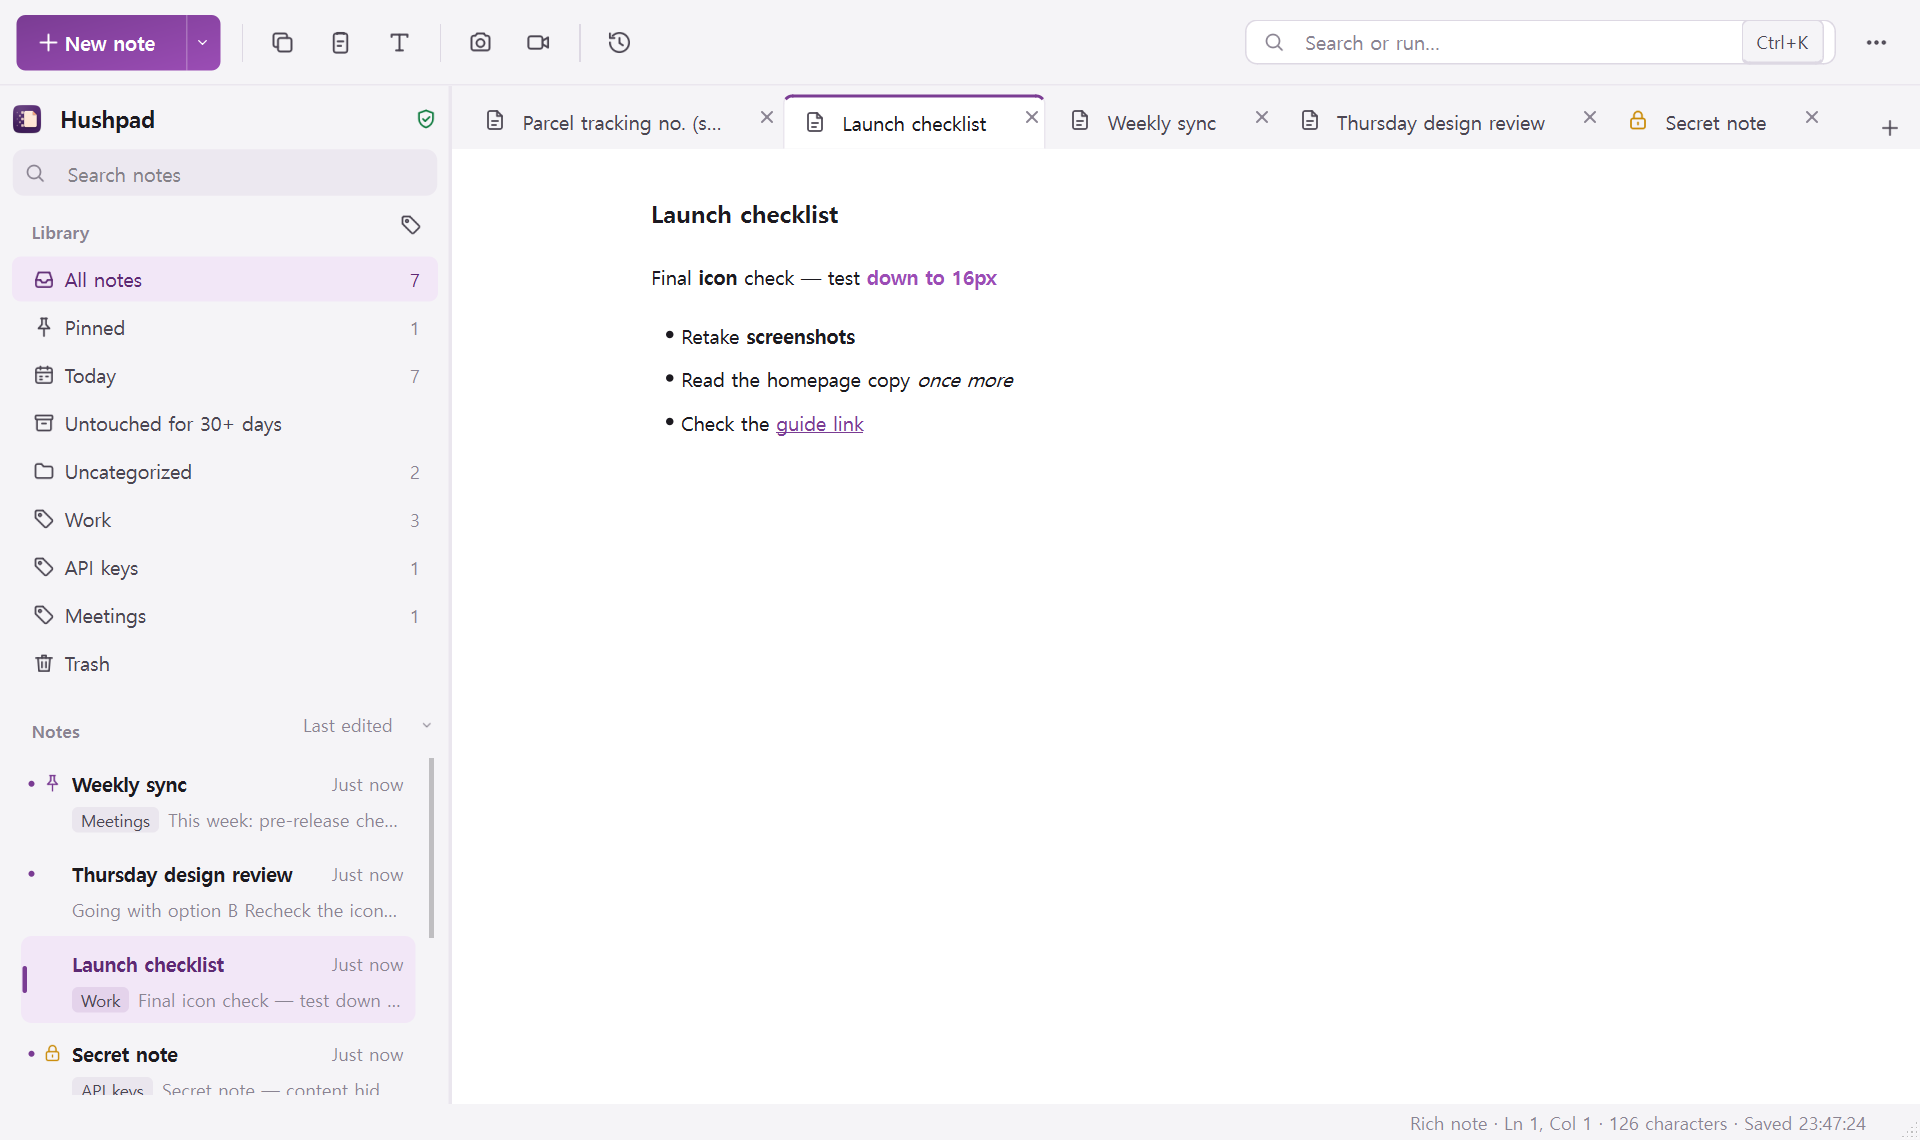 New note
Search or run...
Ctrl+K
Hushpad
Search notes
Library
All notes 7
Pinned 1
Today 7
Untouched for 30+ days
Uncategorized 2
Work 3
API keys 1
Meetings 1
Trash
Notes Last edited
Weekly sync Just now
Meetings This week: pre-release che...
Thursday design review Just now
Going with option B Recheck the icon...
Launch checklist Just now
Work Final icon check — test down ...
Secret note Just now
API keys Secret note — content hid
Parcel tracking no. (s... Launch checklist Weekly sync Thursday design review Secret note
Launch checklist
Final icon check — test down to 16px
• Retake screenshots
• Read the homepage copy once more
• Check the guide link
Rich note · Ln 1, Col 1 · 126 characters · Saved 23:47:24